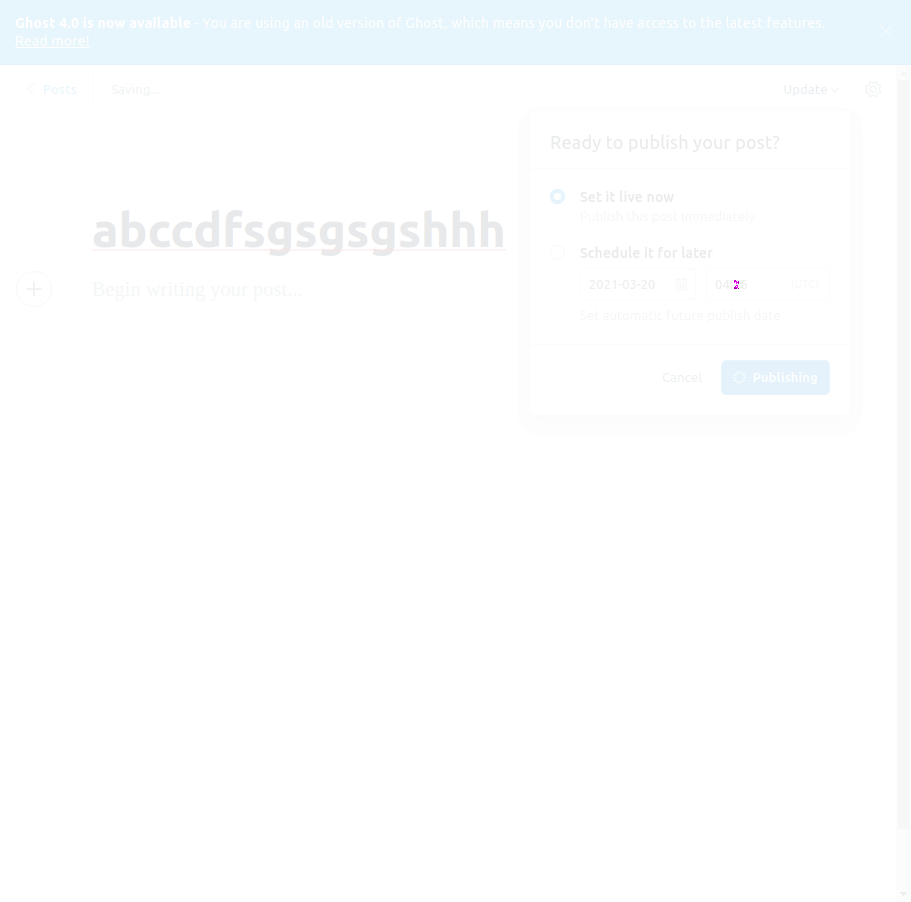 Ghost 4.0 is now available - You are using an old version of Ghost, which means you don't have access to the latest features.
Read more!
Posts
Saving...
Update
Ready to publish your post?
Set it live now
Publish this post immediately
abccdfsgsgsgshhh
Schedule it for later
2021-03-20
(UTC)
Begin writing your post...
Set automatic future publish date
Cancel
Publishing